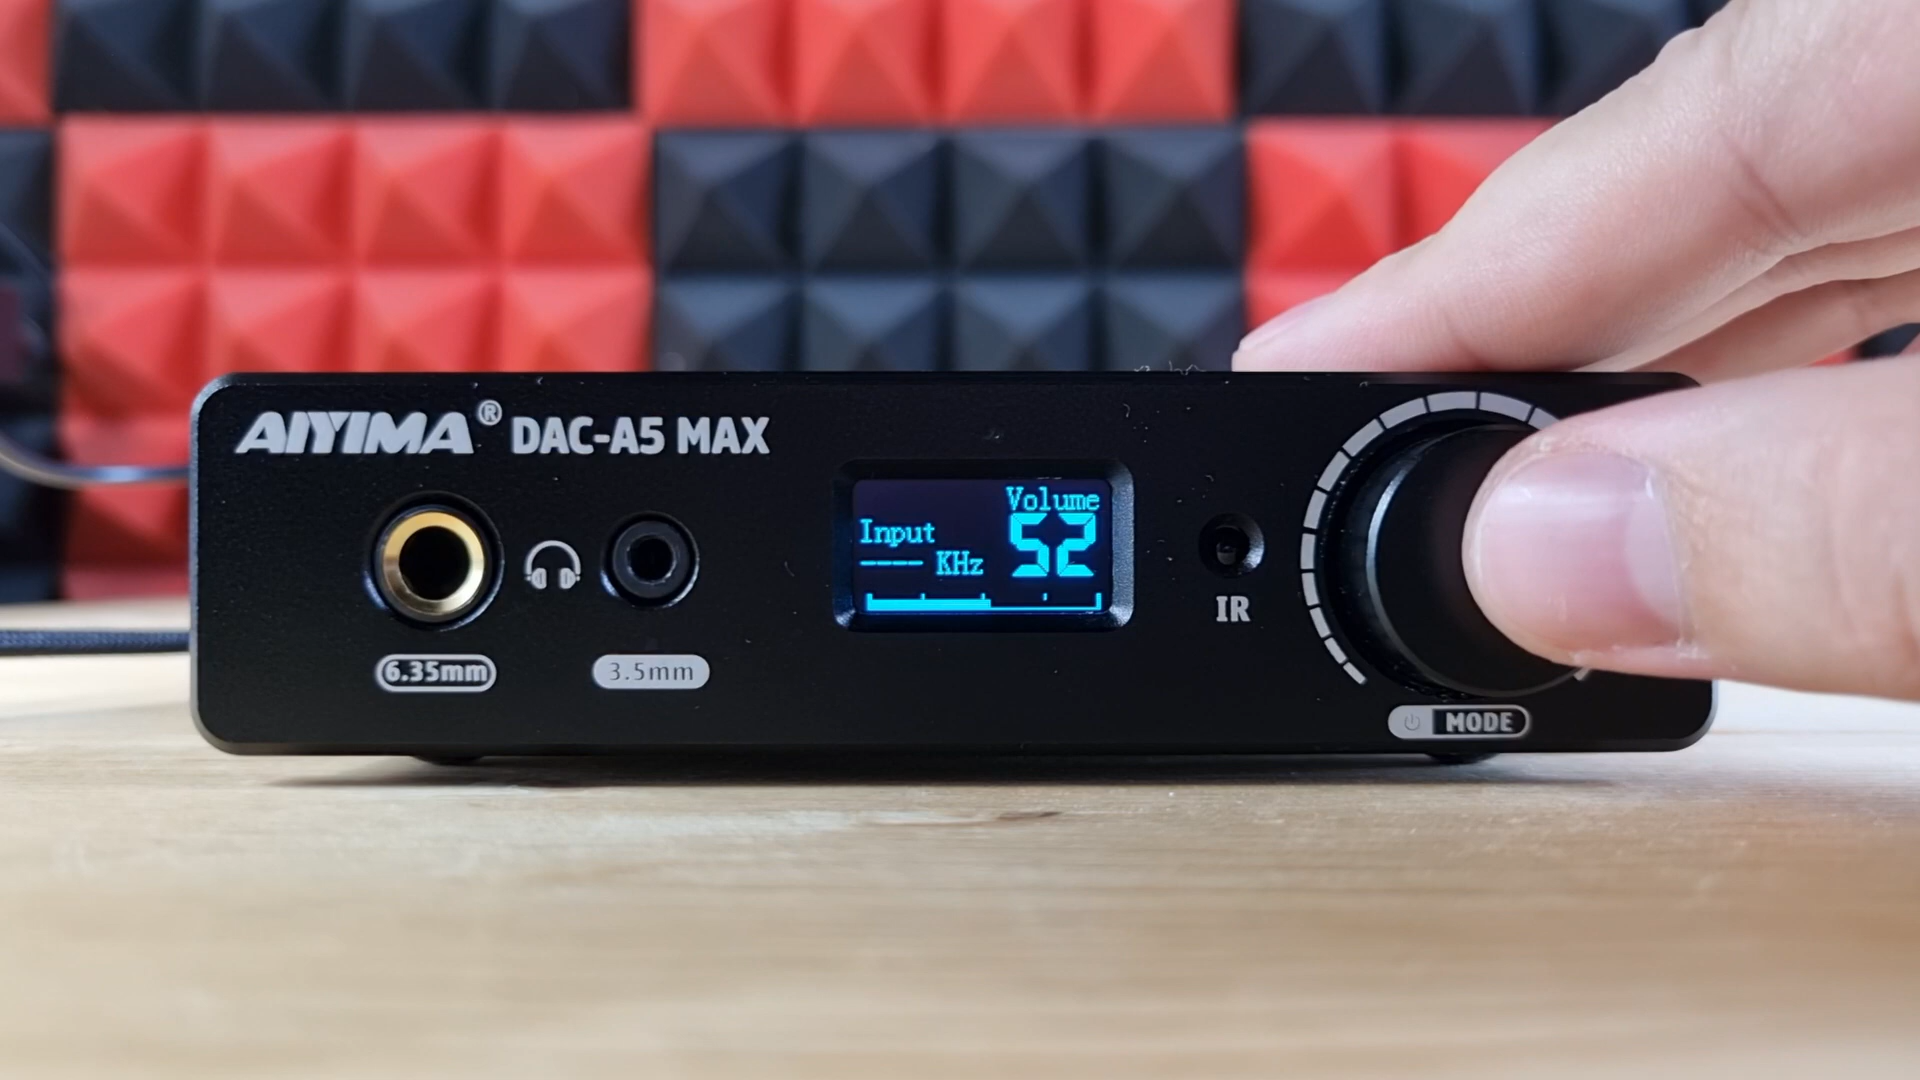 AIYIMA® DAC-A5 MAX
Volume
52
Input
---- KHz
6.35mm
3.5mm
IR
MODE